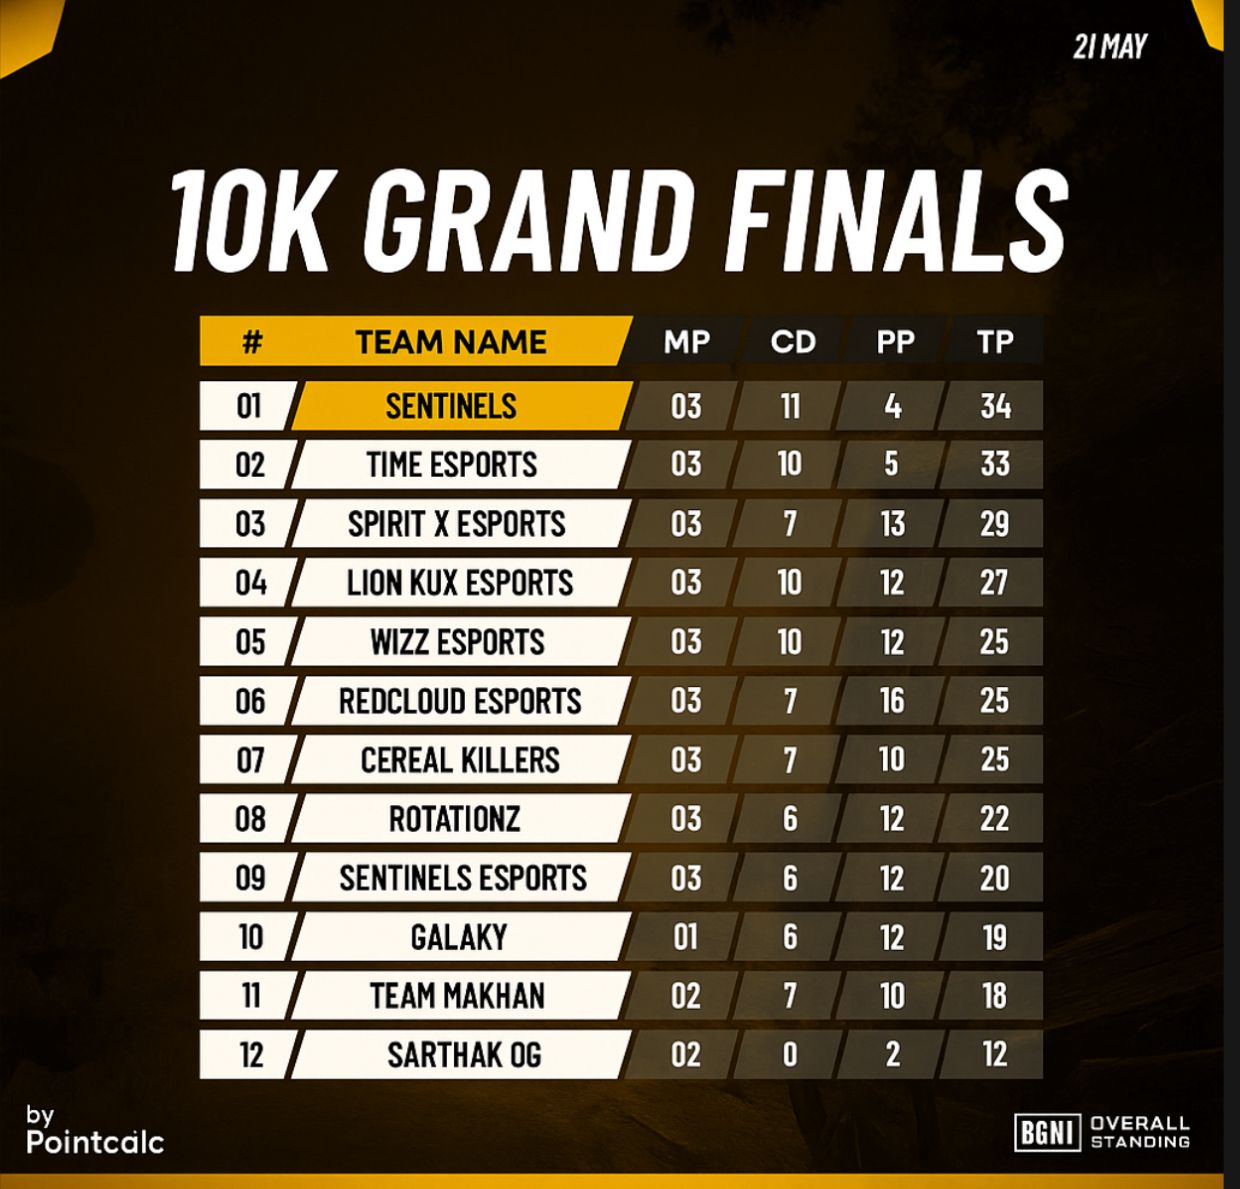 21 MAY
10K GRAND FINALS
# TEAM NAME MP CD PP TP
01 SENTINELS 03 11 4 34
02 TIME ESPORTS 03 10 5 33
03 SPIRIT X ESPORTS 03 7 13 29
04 LION KUX ESPORTS 03 10 12 27
05 WIZZ ESPORTS 03 10 12 25
06 REDCLOUD ESPORTS 03 7 16 25
07 CEREAL KILLERS 03 7 10 25
08 ROTATIONZ 03 6 12 22
09 SENTINELS ESPORTS 03 6 12 20
10 GALAKY 01 6 12 19
11 TEAM MAKHAN 02 7 10 18
12 SARTHAK OG 02 0 2 12
by
Pointcalc
BGNI OVERALL
STANDING